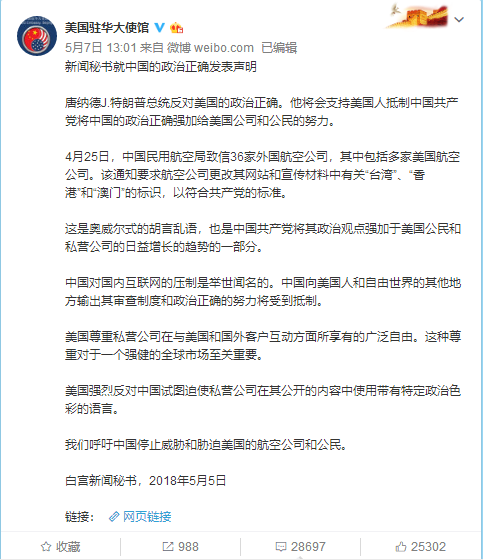 美国驻华大使馆
5月7日 13:01 来自 微博 weibo.com 已编辑
新闻秘书就中国的政治正确发表声明
唐纳德J.特朗普总统反对美国的政治正确。他将会支持美国人抵制中国共产
党将中国的政治正确强加给美国公司和公民的努力。
4月25日，中国民用航空局致信36家外国航空公司，其中包括多家美国航空
公司。该通知要求航空公司更改其网站和宣传材料中有关“台湾”、“香
港”和“澳门”的标识，以符合共产党的标准。
这是奥威尔式的胡言乱语，也是中国共产党将其政治观点强加于美国公民和
私营公司的日益增长的趋势的一部分。
中国对国内互联网的压制是举世闻名的。中国向美国人和自由世界的其他地
方输出其审查制度和政治正确的努力将受到抵制。
美国尊重私营公司在与美国和国外客户互动方面所享有的广泛自由。这种尊
重对于一个强健的全球市场至关重要。
美国强烈反对中国试图迫使私营公司在其公开的内容中使用带有特定政治色
彩的语言。
我们呼吁中国停止威胁和胁迫美国的航空公司和公民。
白宫新闻秘书，2018年5月5日
链接： 网页链接
收藏 988 28697 25302